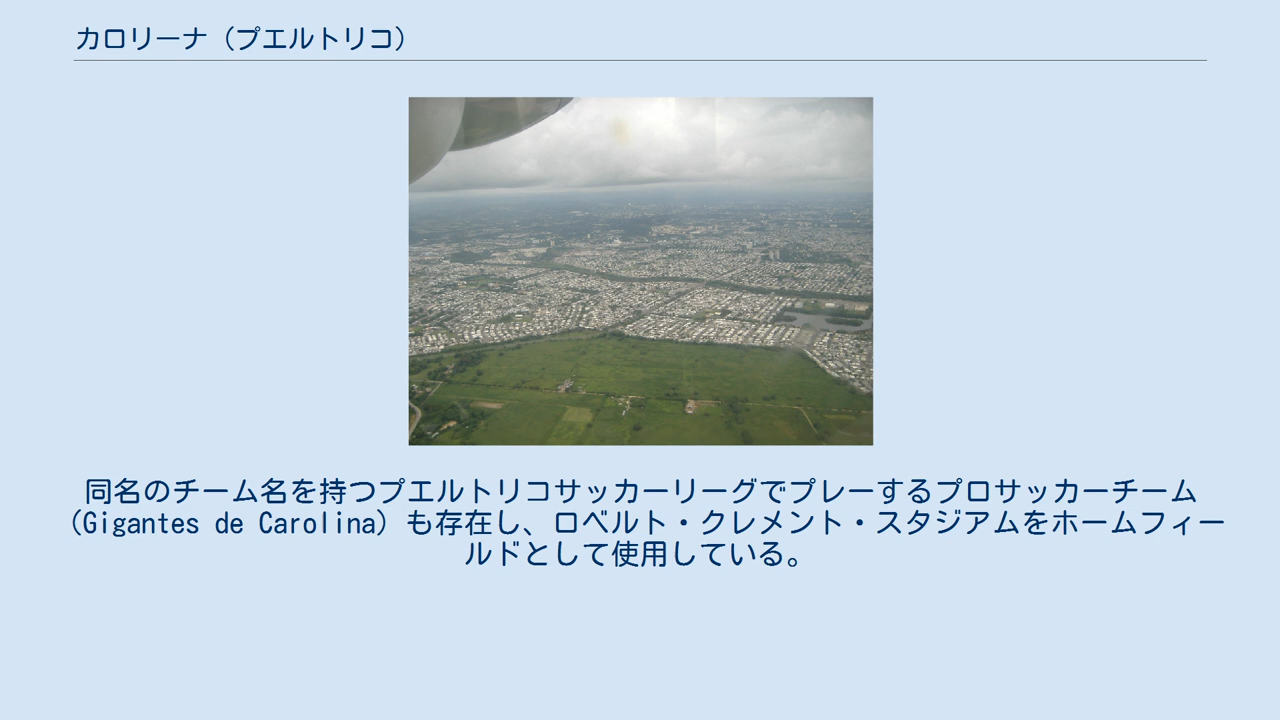 カロリーナ（プエルトリコ）
同名のチーム名を持つプエルトリコサッカーリーグでプレーするプロサッカーチーム
（Gigantes de Carolina）も存在し、ロベルト・クレメント・スタジアムをホームフィー
ルドとして使用している。